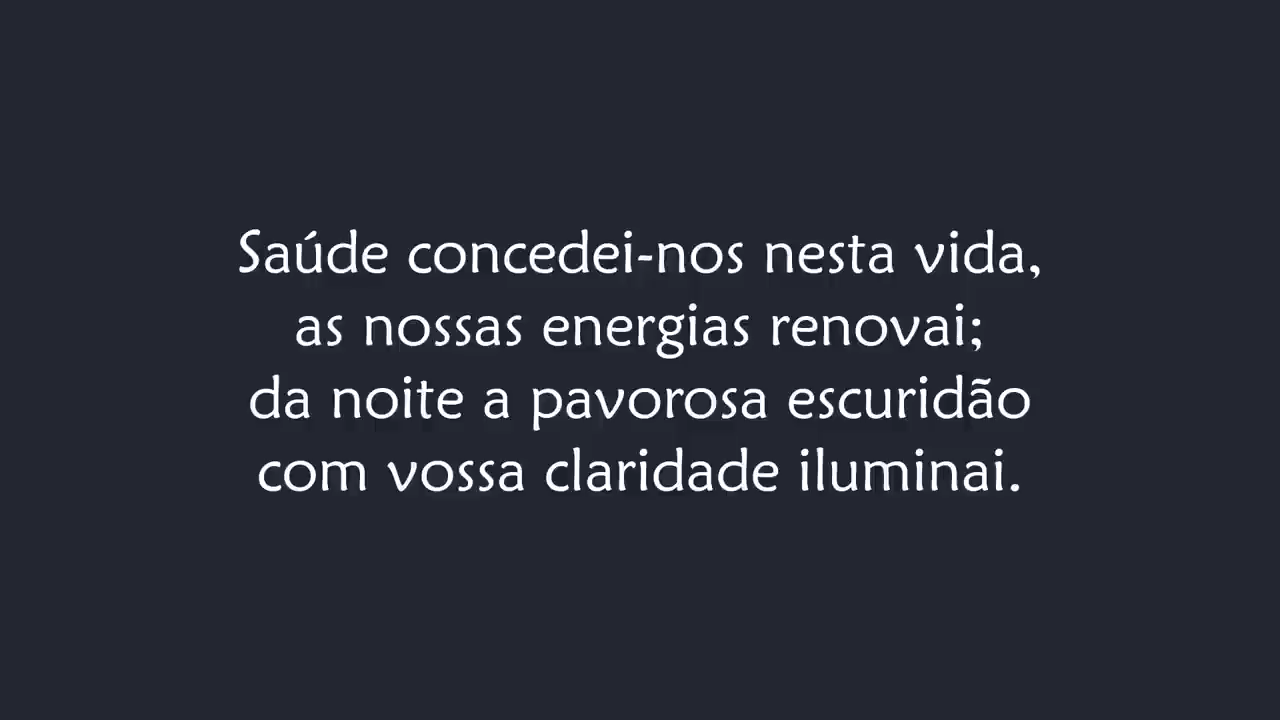 Saúde concedei-nos nesta vida,
as nossas energias renovai;
da noite a pavorosa escuridão
com vossa claridade iluminai.